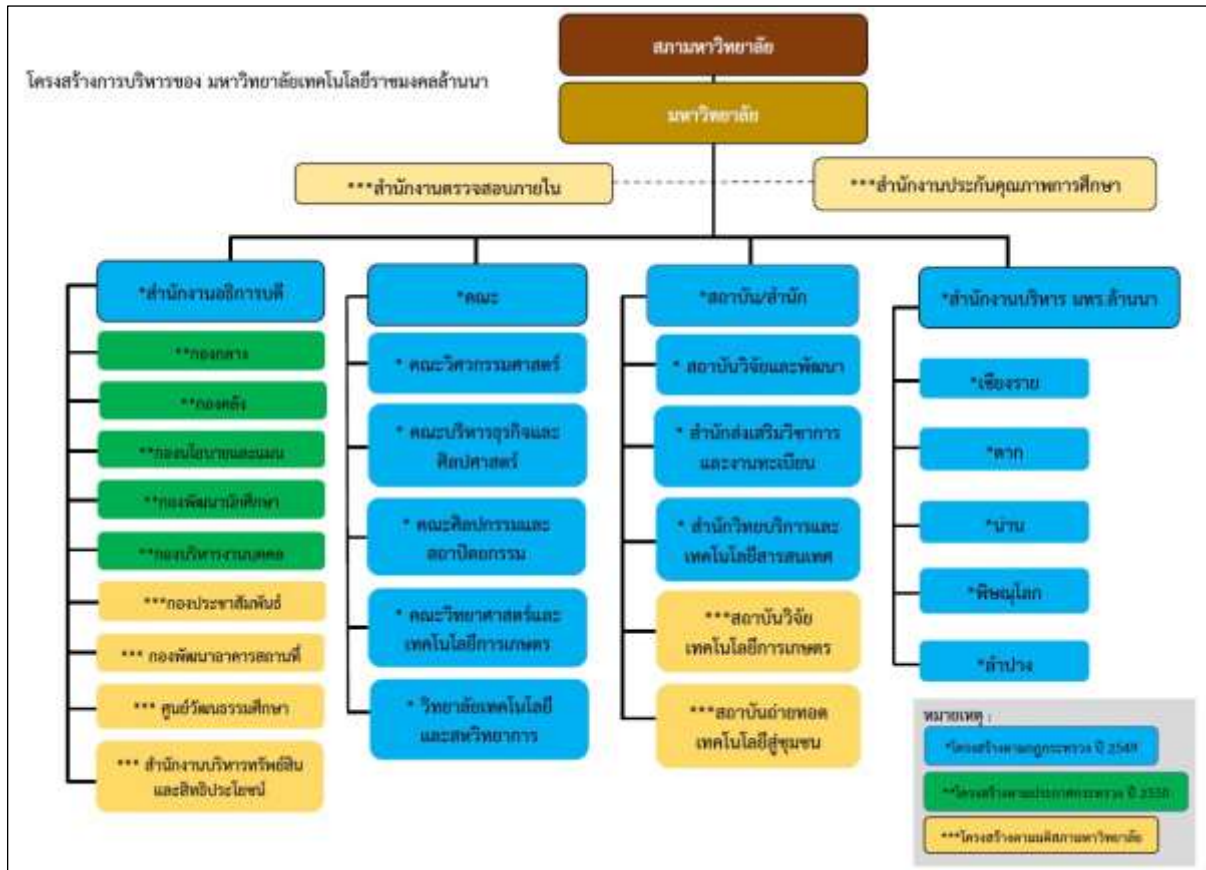 สภามหาวิทยาลัย
โครงสร้างการบริหารของ มหาวิทยาลัยเทคโนโลยีราชมงคลล้านนา
มหาวิทยาลัย
***สำนักงานตรวจสอบภายใน
***สำนักงานประกันคุณภาพการศึกษา
*สำนักงานอธิการบดี
**กองกลาง
**กองคลัง
**กองนโยบายและแผน
**กองพัฒนานักศึกษา
**กองบริหารงานบุคคล
***กองประชาสัมพันธ์
*** กองพัฒนาอาคารสถานที่
*** ศูนย์วัฒนธรรมศึกษา
*** สำนักงานบริหารทรัพย์สิน
และสิทธิประโยชน์
*คณะ
* คณะวิศวกรรมศาสตร์
* คณะบริหารธุรกิจและ
ศิลปศาสตร์
* คณะศิลปกรรมและ
สถาปัตยกรรม
* คณะวิทยาศาสตร์และ
เทคโนโลยีการเกษตร
* วิทยาลัยเทคโนโลยี
และสหวิทยาการ
*สถาบัน/สำนัก
* สถาบันวิจัยและพัฒนา
* สำนักส่งเสริมวิชาการ
และงานทะเบียน
* สำนักวิทยบริการและ
เทคโนโลยีสารสนเทศ
***สถาบันวิจัย
เทคโนโลยีการเกษตร
***สถาบันถ่ายทอด
เทคโนโลยีสู่ชุมชน
*สำนักงานบริหาร มทร.ล้านนา
*เชียงราย
*ตาก
*น่าน
*พิษณุโลก
*ลำปาง
หมายเหตุ :
*โครงสร้างตามกฎกระทรวง ปี
**โครงสร้างตามประกาศกระทรวง ปี 2550
***โครงสร้างตามมติสภามหาวิทยาลัย